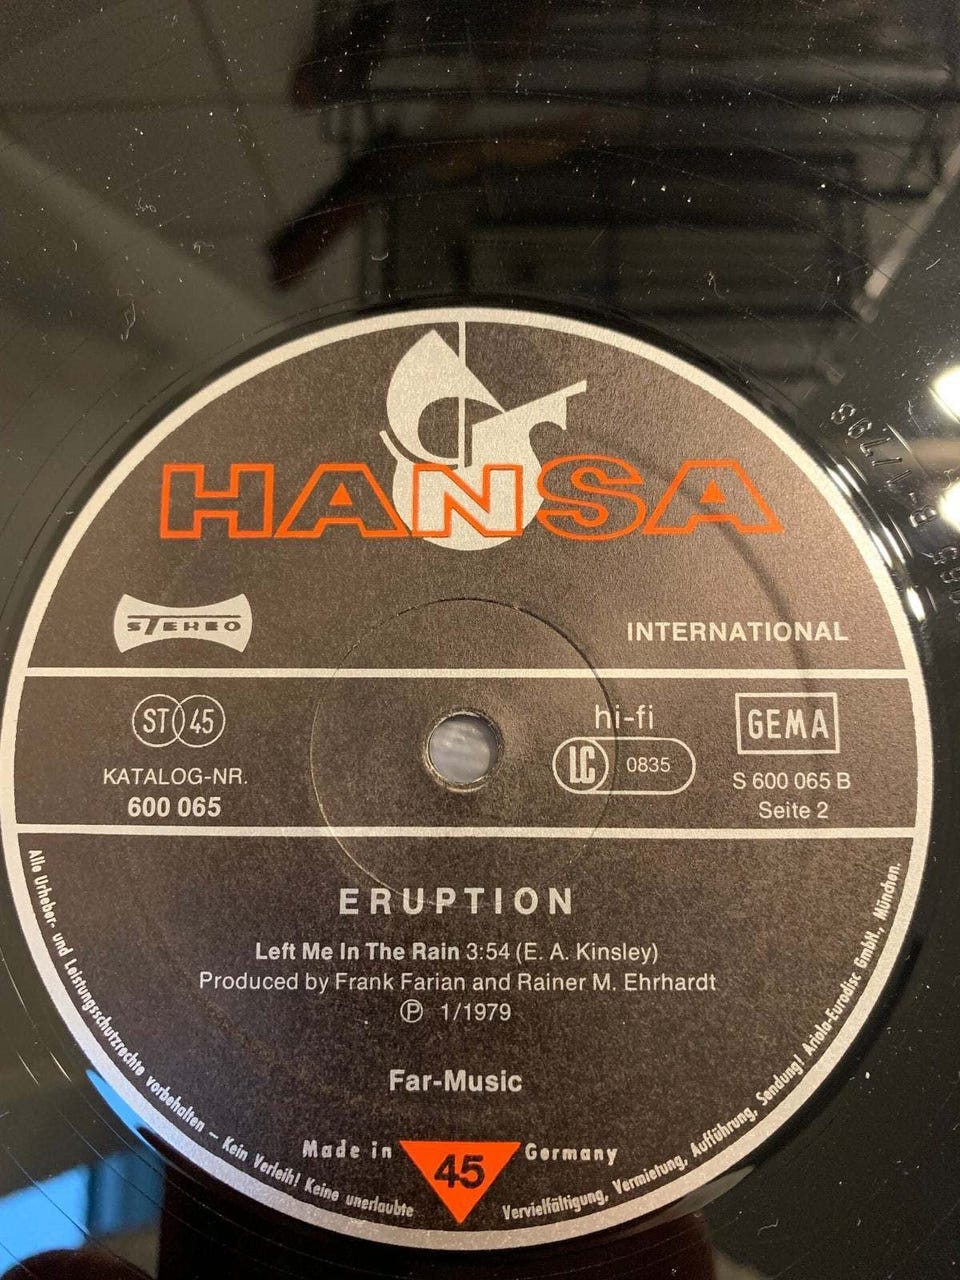 HANSA
STEREO
INTERNATIONAL
ST 45
KATALOG-NR.
600 065
hi-fi
LC 0835
GEMA
S 600 065 B
Seite 2
ERUPTION
Left Me In The Rain 3:54 (E. A. Kinsley)
Produced by Frank Farian and Rainer M. Ehrhardt
Ⓟ 1/1979
Far-Music
Made in 45 Germany
Alle Urheber- und Leistungsschutzrechte vorbehalten – Kein Verleih! Keine unerlaubte Vervielfältigung, Vermietung, Aufführung, Sendung! Ariola-Eurodisc GmbH., München.